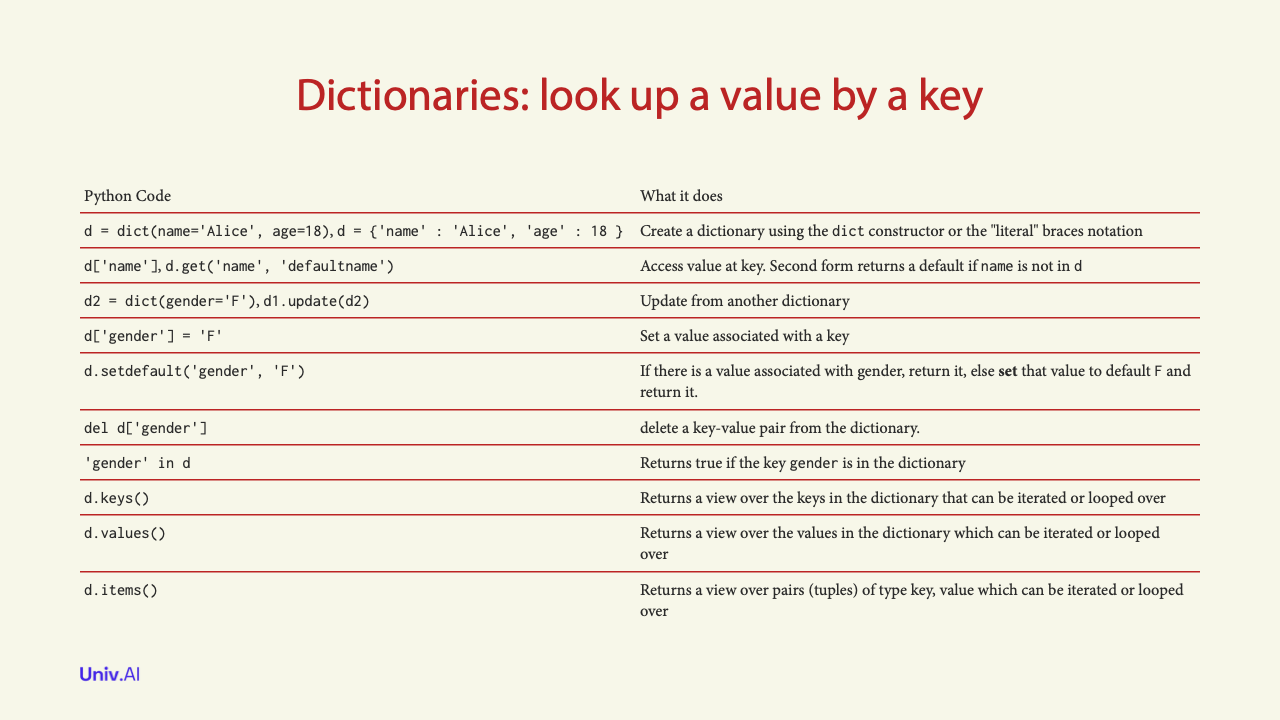 Dictionaries: look up a value by a key
Python Code What it does
d = dict(name='Alice', age=18), d = {'name' : 'Alice', 'age' : 18 } Create a dictionary using the dict constructor or the "literal" braces notation
d['name'], d.get('name', 'defaultname') Access value at key. Second form returns a default if name is not in d
d2 = dict(gender='F'), d1.update(d2) Update from another dictionary
d['gender'] = 'F' Set a value associated with a key
d.setdefault('gender', 'F') If there is a value associated with gender, return it, else set that value to default F and
return it.
del d['gender'] delete a key-value pair from the dictionary.
'gender' in d Returns true if the key gender is in the dictionary
d.keys() Returns a view over the keys in the dictionary that can be iterated or looped over
d.values() Returns a view over the values in the dictionary which can be iterated or looped
over
d.items() Returns a view over pairs (tuples) of type key, value which can be iterated or looped
over
Univ.AI